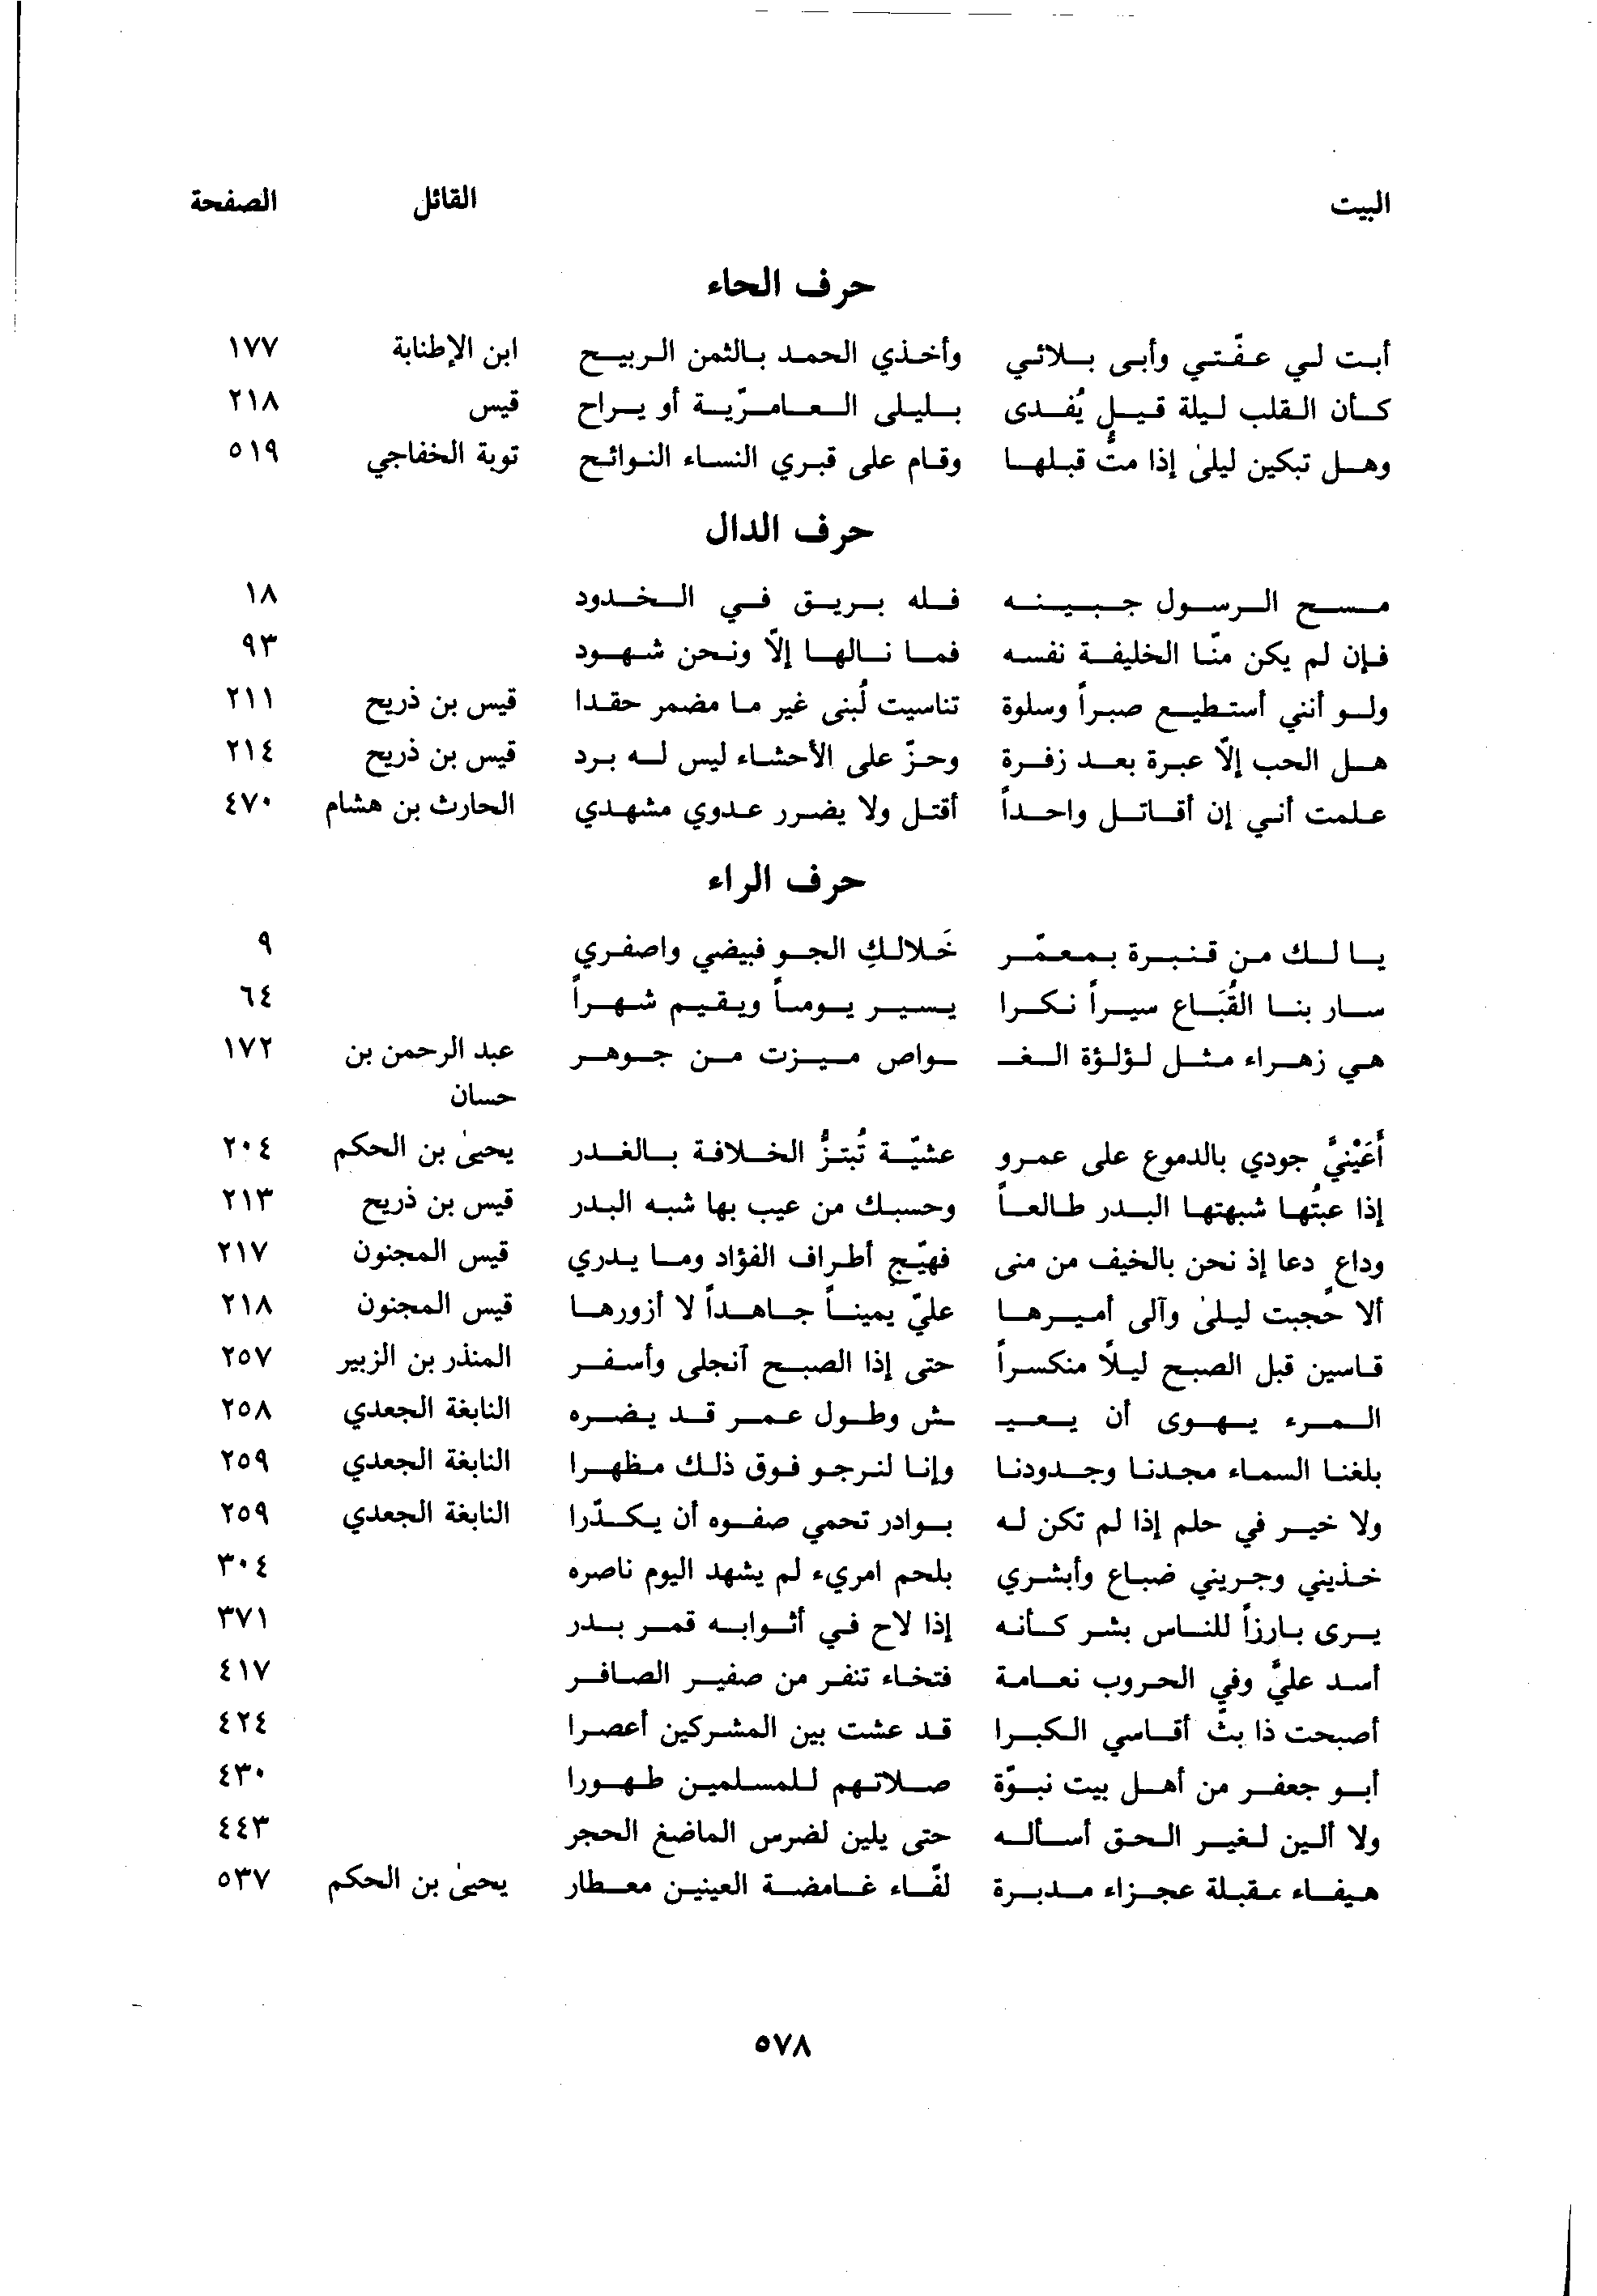 البيت القائل الصفحة
حرف الحاء
أبت لي عفّتي وأبى بلائي وأخذي الحمد بالثمن الربيح ابن الإطنابة ١٧٧
كأن القلب ليلة قيل يُغدى بليلى العامرّية أو يراح قيس ٢١٨
وهل تبكين ليلىٰ إذا متُّ قبلها وقام على قبري النساء النوائح توبة الخفاجي ٥١٩
حرف الدال
مسح الرسول جبينه فله بريق في الخدود ١٨
فإن لم يكن منّا الخليفة نفسه فما نالها إلاّ ونحن شهود ٩٣
ولو أنني أستطيع صبراً وسلوة تناسيت لُبنى غير ما مضمر حقدا قيس بن ذريح ٢١١
هل الحب إلاّ عبرة بعد زفرة وحزّ على الأحشاء ليس له برد قيس بن ذريح ٢١٤
علمت أني إن أقاتل واحداً أقتل ولا يضرر عدوي مشهدي الحارث بن هشام ٤٧٠
حرف الراء
يا لك من قنبرة بمعمّر خَلالكِ الجو فبيضي واصفري ٩
سار بنا القُبَاع سيراً نكرا يسير يوماً ويقيم شهراً ٦٤
هي زهراء مثل لؤلؤة الغـ ـواص ميزت من جوهر عبد الرحمن بن ١٧٢
حسان
أَعَيْنيَّ جودي بالدموع على عمرو عشيّة تُبتزُّ الخلافة بالغدر يحيىٰ بن الحكم ٢٠٤
إذا عبتُها شبهتها البدر طالعاً وحسبك من عيب بها شبه البدر قيس بن ذريح ٢١٣
وداعٍ دعا إذ نحن بالخيف من منى فهيّج أطراف الفؤاد وما يدري قيس المجنون ٢١٧
ألا حُجبت ليلىٰ وآلى أميرها عليّ يميناً جاهداً لا أزورها قيس المجنون ٢١٨
قاسين قبل الصبح ليلاً منكسراً حتى إذا الصبح آنجلى وأسفر المنذر بن الزبير ٢٥٧
المرء يهوى أن يعيـ ـش وطول عمر قد يضره النابغة الجعدي ٢٥٨
بلغنا السماء مجدنا وجدودنا وإنا لنرجو فوق ذلك مظهرا النابغة الجعدي ٢٥٩
ولا خير في حلم إذا لم تكن له بوادر تحمي صفوه أن يكدّرا النابغة الجعدي ٢٥٩
خذيني وجريني ضباع وأبشري بلحم امريء لم يشهد اليوم ناصره ٣٠٤
يرى بارزاً للناس بشر كأنه إذا لاح في أثوابه قمر بدر ٣٧١
أسد عليَّ وفي الحروب نعامة فتخاء تنفر من صفير الصافر ٤١٧
أصبحت ذا بثٍّ أقاسي الكبرا قد عشت بين المشركين أعصرا ٤٢٤
أبو جعفر من أهل بيت نبوّة صلاتهم للمسلمين طهورا ٤٣٠
ولا ألين لغير الحق أسأله حتى يلين لضرس الماضغ الحجر ٤٤٣
هيفاء مقبلة عجزاء مدبرة لفّاء غامضة العينين معطار يحيىٰ بن الحكم ٥٣٧
٥٧٨